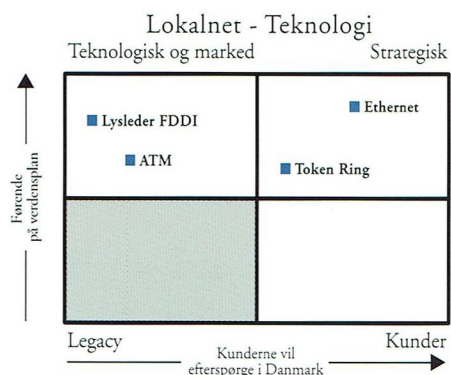 Lokalnet - Teknologi
Teknologisk og marked
Strategisk
Lysleder FDDI
Ethernet
ATM
Token Ring
Førende
på verdensplan
Legacy
Kunder
Kunderne vil
efterspørge i Danmark